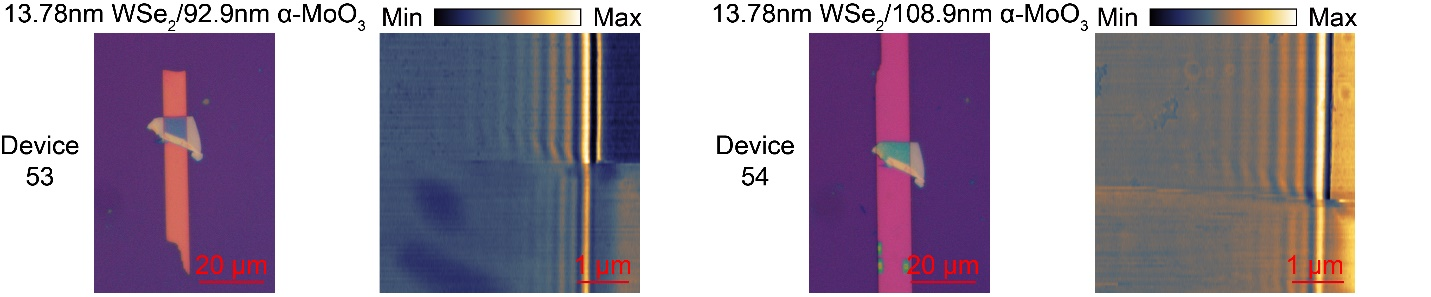 13.78nm WSe₂/92.9nm α-MoO₃ Min Max
Device
53
20 μm
1 μm
13.78nm WSe₂/108.9nm α-MoO₃ Min Max
Device
54
20 μm
1 μm